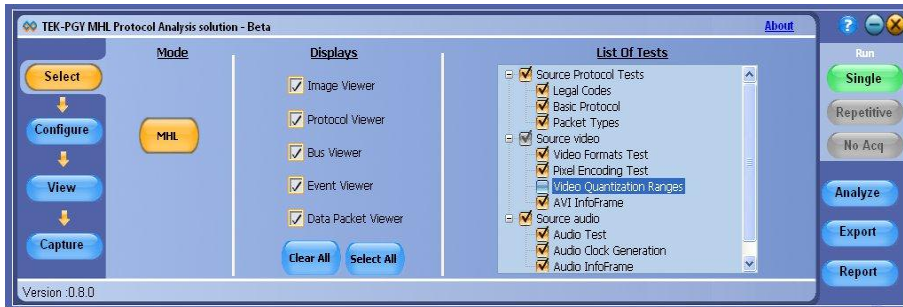 TEK-PGY MHL Protocol Analysis solution - Beta
About
?
Select
Configure
View
Capture
Mode
MHL
Displays
Image Viewer
Protocol Viewer
Bus Viewer
Event Viewer
Data Packet Viewer
Clear All
Select All
List Of Tests
Source Protocol Tests
Legal Codes
Basic Protocol
Packet Types
Source video
Video Formats Test
Pixel Encoding Test
Video Quantization Ranges
AVI InfoFrame
Source audio
Audio Test
Audio Clock Generation
Audio InfoFrame
Run
Single
Repetitive
No Acq
Analyze
Export
Report
Version :0.8.0